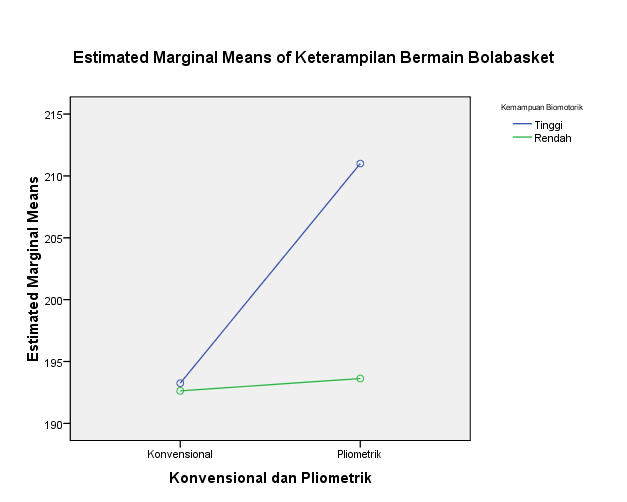 Estimated Marginal Means of Keterampilan Bermain Bolabasket
Kemampuan Biomotorik
Tinggi
Rendah
Estimated Marginal Means
215
210
205
200
195
190
Konvensional
Pliometrik
Konvensional dan Pliometrik